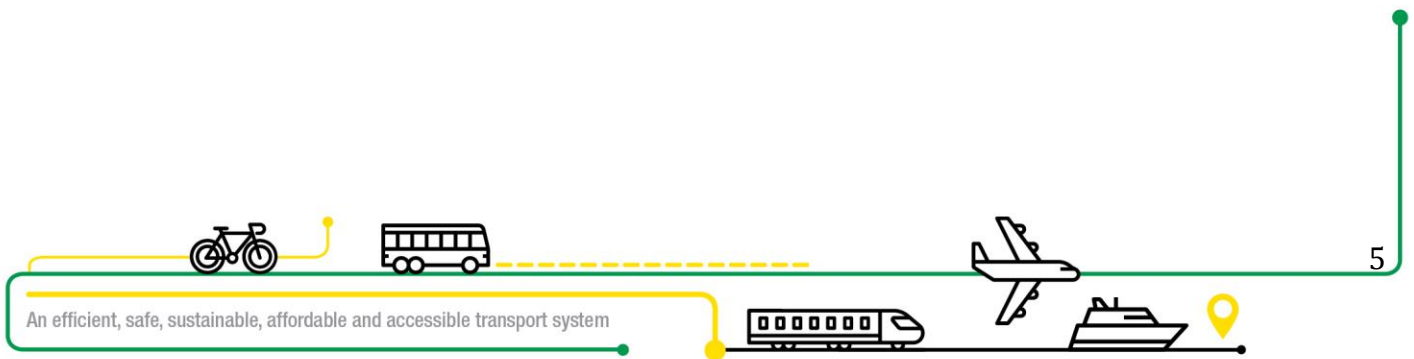 5
An efficient, safe, sustainable, affordable and accessible transport system